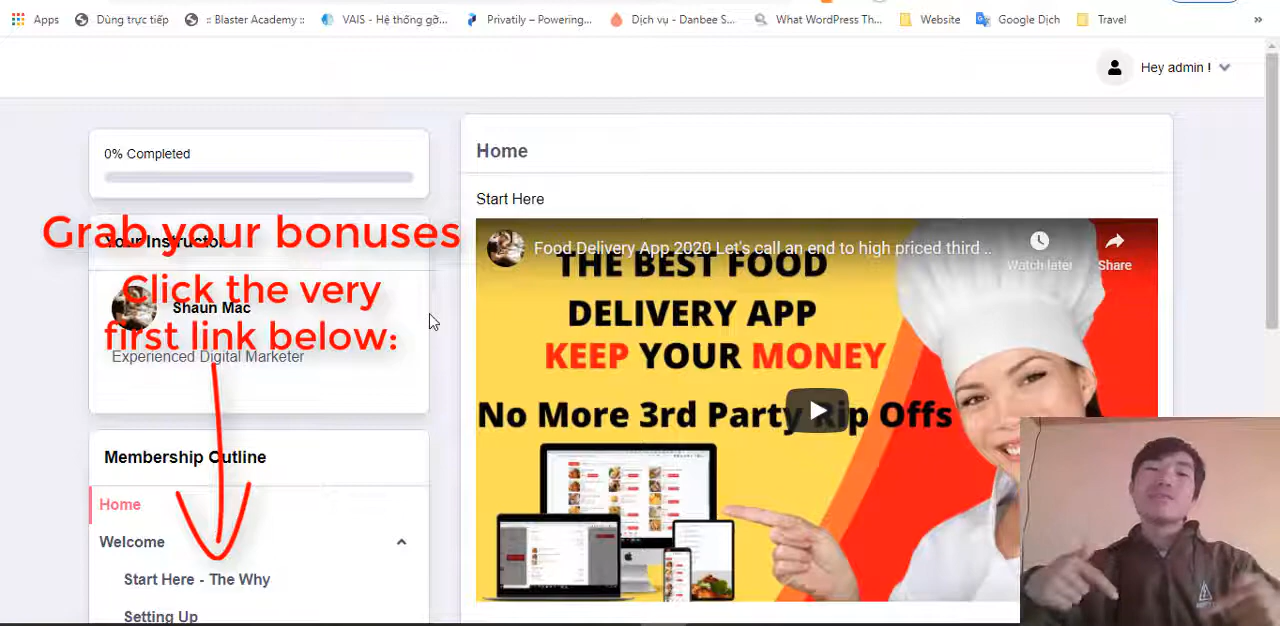 Apps
Dùng trực tiếp
:: Blaster Academy ::
VAIS - Hệ thống gỡ...
Privatily – Powering...
Dịch vụ - Danbee S...
What WordPress Th...
Website
Google Dịch
Travel
»
Hey admin !
0% Completed
Home
Start Here
Grab your bonuses
Your Instructor
Click the very
Shaun Mac
first link below:
Experienced Digital Marketer
Food Delivery App 2020 Let's call an end to high priced third ..
Watch later
Share
THE BEST FOOD
DELIVERY APP
KEEP YOUR MONEY
No More 3rd Party Rip Offs
Membership Outline
Home
Welcome
Start Here - The Why
Setting Up